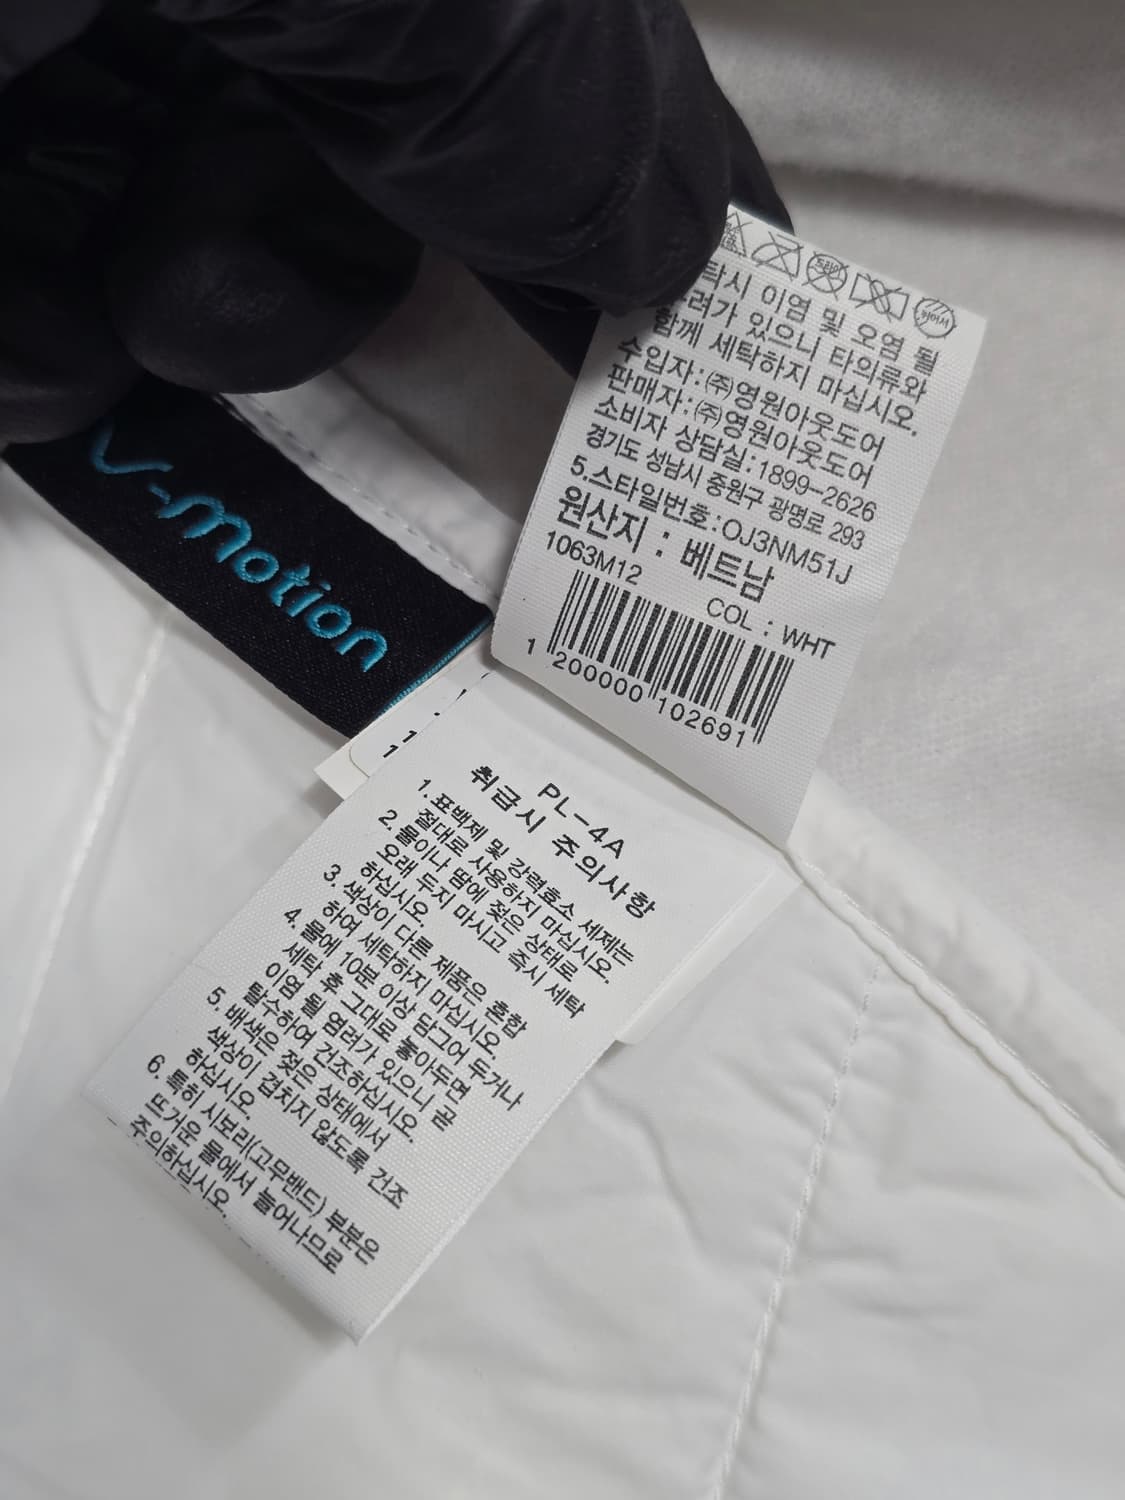 V-Motion
탁시 이염 및 오염 될
려가 있으니 타의류와
함께 세탁하지 마십시오.
수입자:㈜영원아웃도어
판매자:㈜영원아웃도어
소비자 상담실:1899-2626
경기도 성남시 중원구 광명로 293
5.스타일번호:OJ3NM51J
원산지 : 베트남
1063M12
COL : WHT
1 200000 102691
PL-4A
취급시 주의사항
1.표백제 및 강력효소 세제는
절대로 사용하지 마십시오.
2.물이나 땀에 젖은 상태로
오래 두지 마시고 즉시 세탁
하십시오.
3.색상이 다른 제품은 혼합
하여 세탁하지 마십시오.
4.물에 10분 이상 담그어 두거나
세탁 후 그대로 놓아두면
이염 될 염려가 있으니 곧
탈수하여 건조하십시오.
5.배색은 젖은 상태에서
색상이 겹치지 않도록 건조
하십시오.
6.특히 시보리(고무밴드) 부분은
뜨거운 물에서 늘어나므로
주의하십시오.